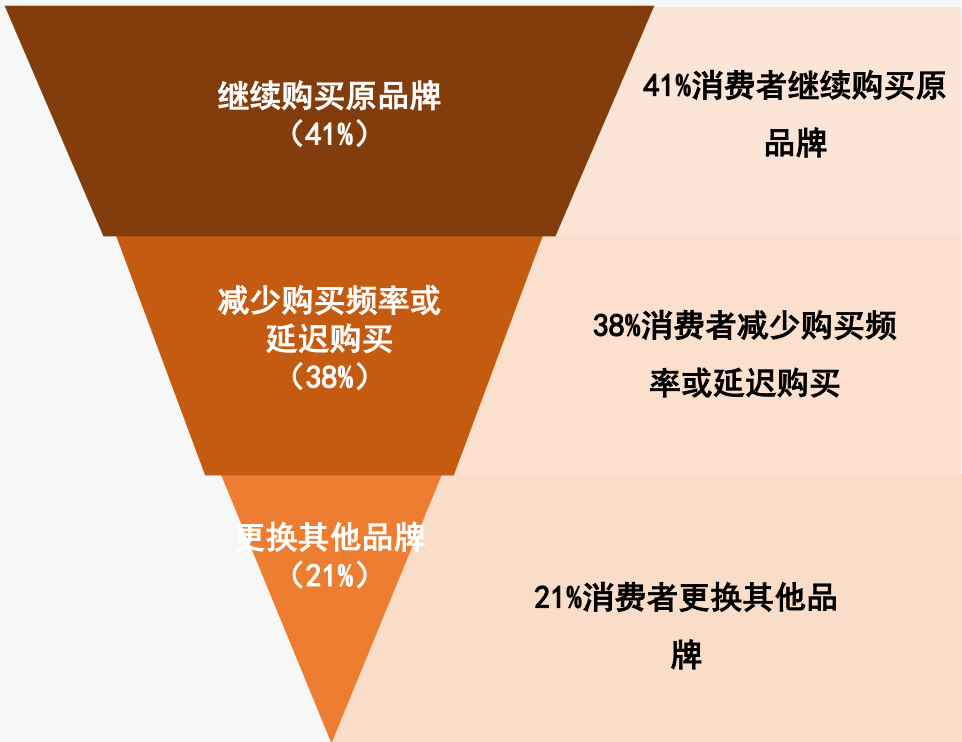 继续购买原品牌
（41%）
41%消费者继续购买原
品牌
减少购买频率或
延迟购买
（38%）
38%消费者减少购买频
率或延迟购买
更换其他品牌
（21%）
21%消费者更换其他品
牌